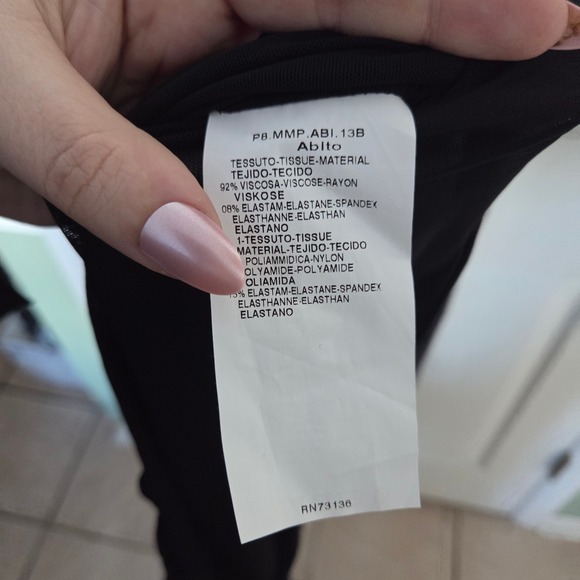 P8.MMP.ABI.13B
Abito
TESSUTO-TISSUE-MATERIAL
TEJIDO-TECIDO
92% VISCOSA-VISCOSE-RAYON
VISKOSE
08% ELASTAM-ELASTANE-SPANDEX
ELASTHANNE-ELASTHAN
ELASTANO
1-TESSUTO-TISSUE
MATERIAL-TEJIDO-TECIDO
POLIAMMIDICA-NYLON
POLYAMIDE-POLYAMIDE
POLIAMIDA
ELASTAM-ELASTANE-SPANDEX
ELASTHANNE-ELASTHAN
ELASTANO
RN73136